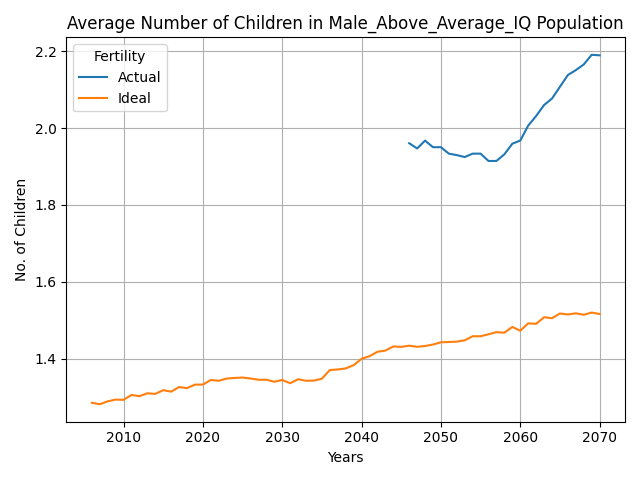 Average Number of Children in Male_Above_Average_IQ Population
Fertility
Actual
Ideal
No. of Children
2.2
2.0
1.8
1.6
1.4
2010 2020 2030 2040 2050 2060 2070
Years